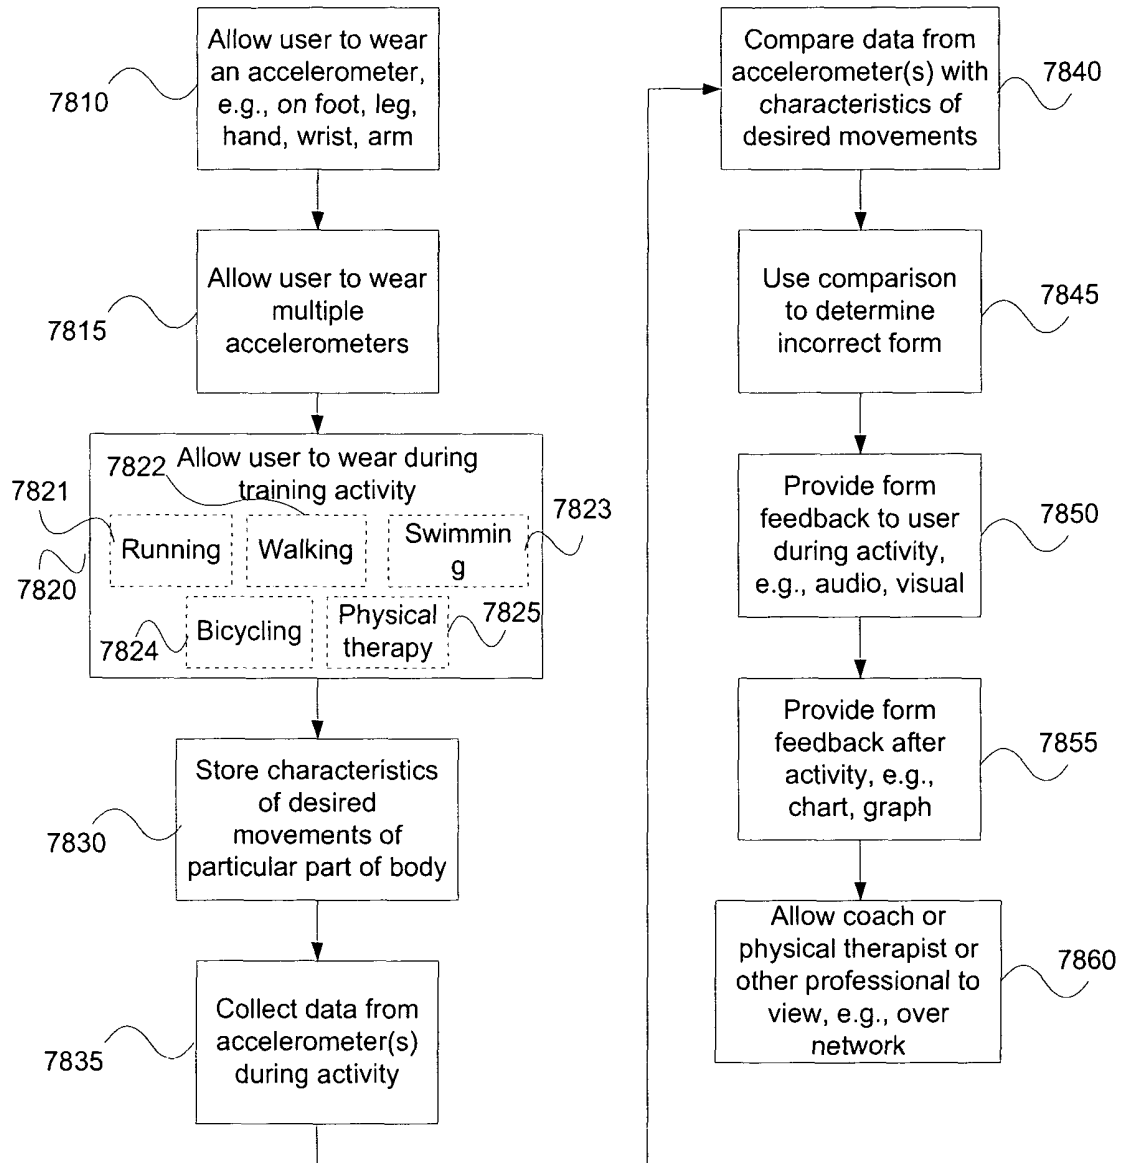 Allow user to wear
an accelerometer,
e.g., on foot, leg,
hand, wrist, arm
7810
Allow user to wear
multiple
accelerometers
7815
Allow user to wear during
training activity
7822
7821
7823
Running
Walking
Swimmin
g
7820
Bicycling
Physical
therapy
7825
7824
Store characteristics
of desired
movements of
particular part of body
7830
Collect data from
accelerometer(s)
during activity
7835
Compare data from
accelerometer(s) with
characteristics of
desired movements
7840
Use comparison
to determine
incorrect form
7845
Provide form
feedback to user
during activity,
e.g., audio, visual
7850
Provide form
feedback after
activity, e.g.,
chart, graph
7855
Allow coach or
physical therapist or
other professional to
view, e.g., over
network
7860